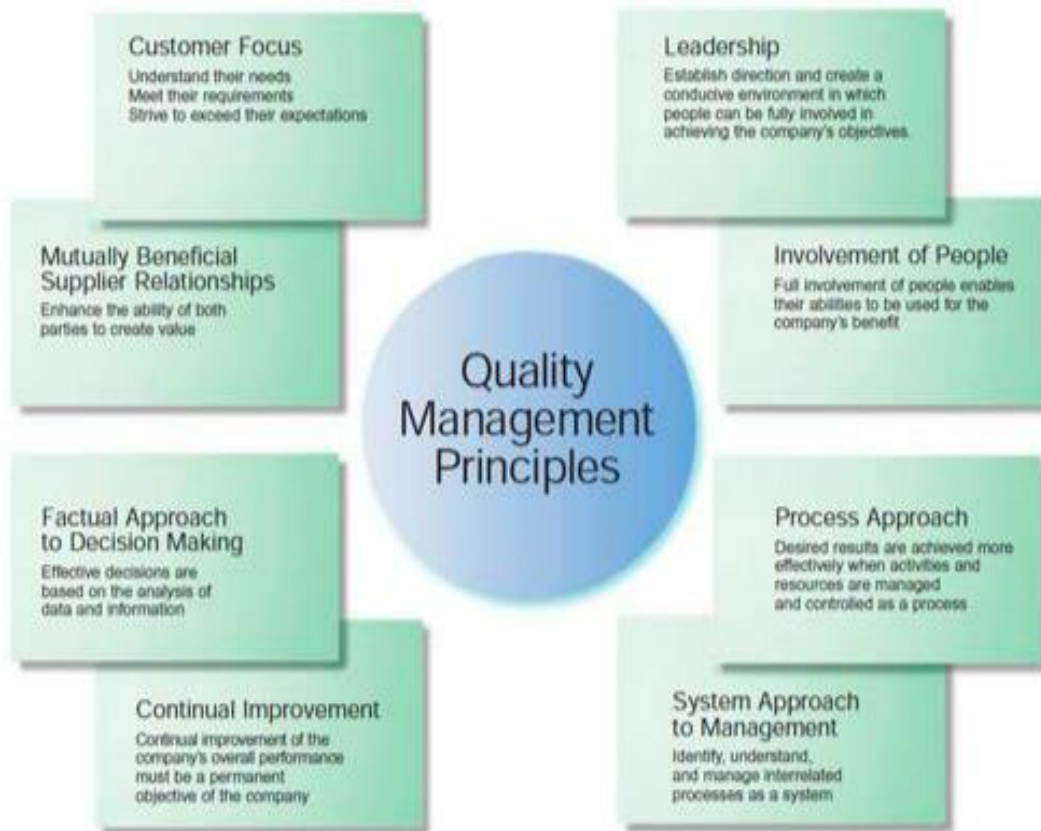 Customer Focus
Understand their needs
Meet their requirements
Strive to exceed their expectations
Leadership
Establish direction and create a
conducive environment in which
people can be fully involved in
achieving the company's objectives.
Mutually Beneficial
Supplier Relationships
Enhance the ability of both
parties to create value
Involvement of People
Full involvement of people enables
their abilities to be used for the
company's benefit
Quality
Management
Principles
Factual Approach
to Decision Making
Effective decisions are
based on the analysis of
data and information
Process Approach
Desired results are achieved more
effectively when activities and
resources are managed
and controlled as a process
Continual Improvement
Continual improvement of the
company's overall performance
must be a permanent
objective of the company
System Approach
to Management
Identify, understand,
and manage interrelated
processes as a system